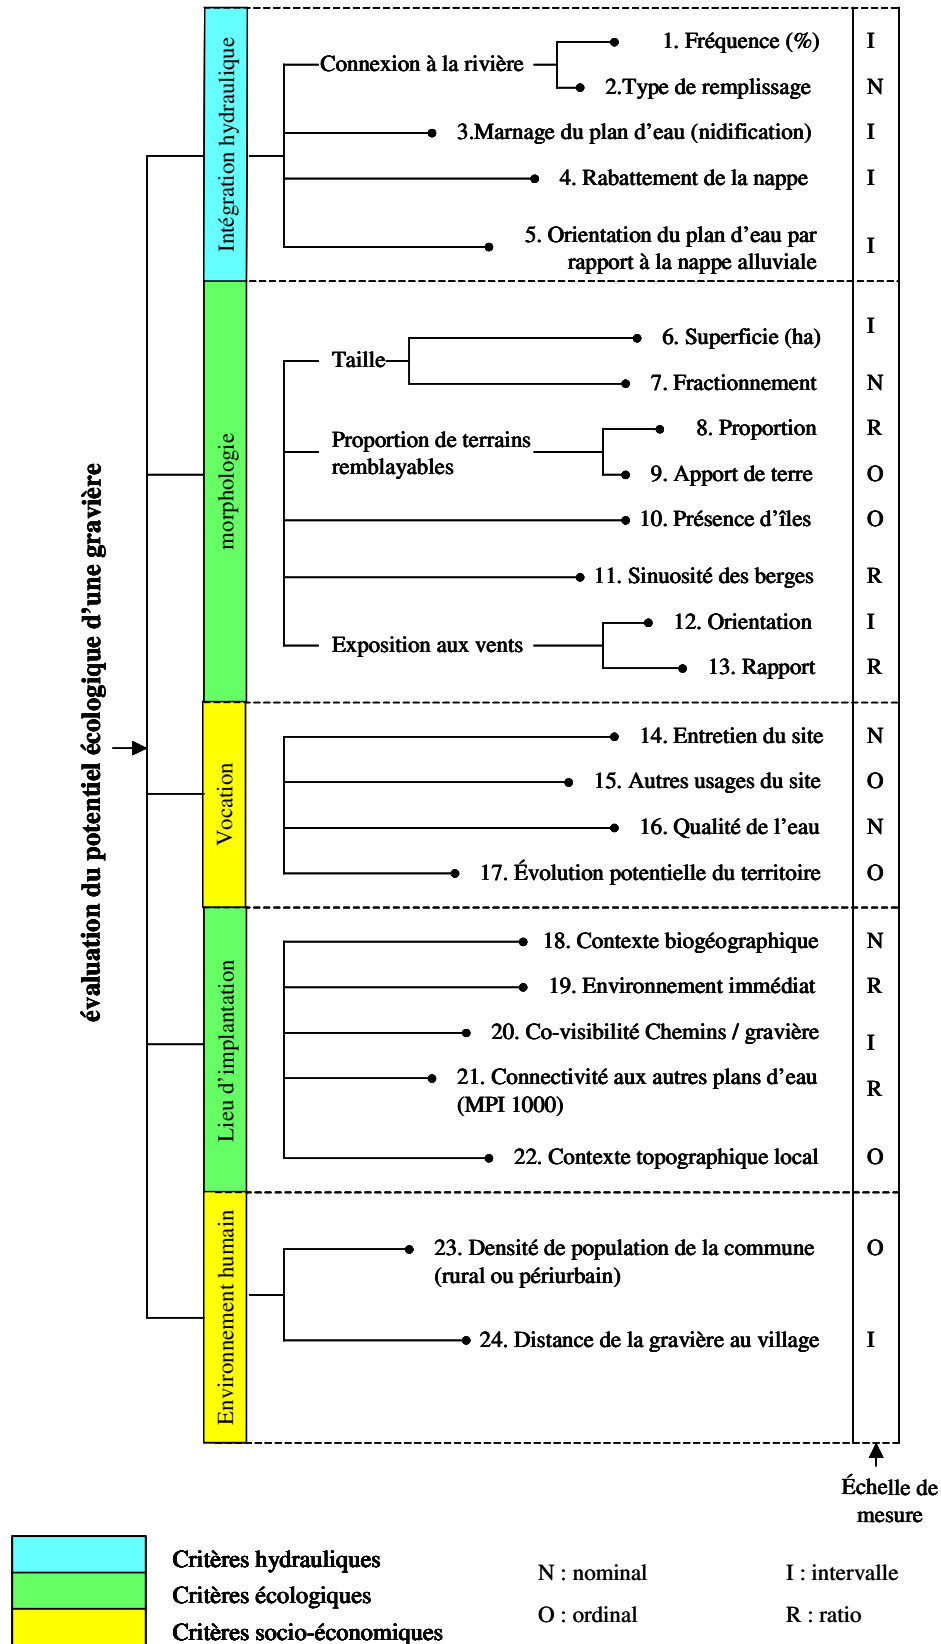 évaluation du potentiel écologique d’une gravière
Intégration hydraulique
Connexion à la rivière
1. Fréquence (%) I
2.Type de remplissage N
3.Marnage du plan d’eau (nidification) I
4. Rabattement de la nappe I
5. Orientation du plan d’eau par
rapport à la nappe alluviale I
morphologie
Taille
6. Superficie (ha) I
7. Fractionnement N
Proportion de terrains
remblayables
8. Proportion R
9. Apport de terre O
10. Présence d’îles O
11. Sinuosité des berges R
Exposition aux vents
12. Orientation I
13. Rapport R
Vocation
14. Entretien du site N
15. Autres usages du site O
16. Qualité de l’eau N
17. Évolution potentielle du territoire O
Lieu d’implantation
18. Contexte biogéographique N
19. Environnement immédiat R
20. Co-visibilité Chemins / gravière I
21. Connectivité aux autres plans d’eau R
(MPI 1000)
22. Contexte topographique local O
Environnement humain
23. Densité de population de la commune O
(rural ou périurbain)
24. Distance de la gravière au village I
Échelle de
mesure
Critères hydrauliques
Critères écologiques
Critères socio-économiques
N : nominal I : intervalle
O : ordinal R : ratio